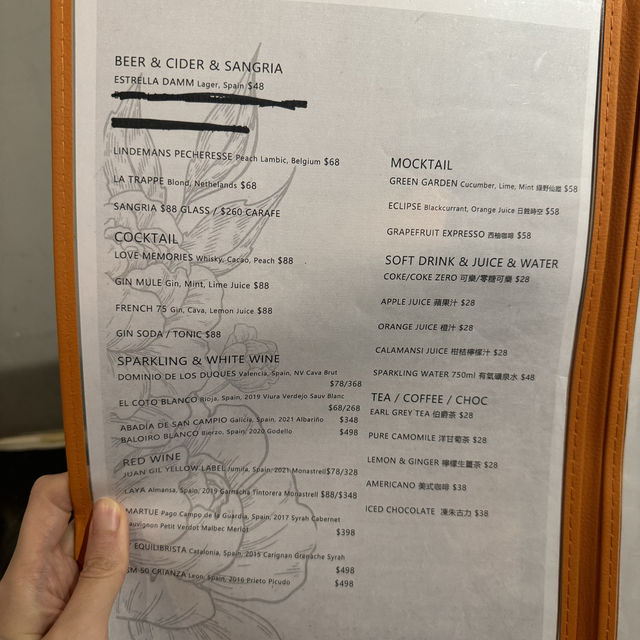 BEER & CIDER & SANGRIA
ESTRELLA DAMM Lager, Spain $48
LINDEMANS PECHERESSE Peach Lambic, Belgium $68
LA TRAPPE Blond, Nethelands $68
SANGRIA $88 GLASS / $260 CARAFE
COCKTAIL
LOVE MEMORIES Whisky, Cacao, Peach $88
GIN MULE Gin, Mint, Lime Juice $88
FRENCH 75 Gin, Cava, Lemon Juice $88
GIN SODA / TONIC $88
SPARKLING & WHITE WINE
DOMINIO DE LOS DUQUES Valencia, Spain, NV Cava Brut
$78/368
EL COTO BLANCO Rioja, Spain, 2019 Viura Verdejo Sauv Blanc
$68/268
ABADÍA DE SAN CAMPIO Galicia, Spain, 2021 Albariño $348
BALOIRO BLANCO Bierzo, Spain, 2020 Godello $498
RED WINE
JUAN GIL YELLOW LABEL Jumilla, Spain, 2021 Monastrell $78/328
LAYA Almansa, Spain, 2019 Garnacha Tintorera Monastrell $88/$348
MARTUE Pago Campo de la Guardia, Spain, 2017 Syrah Cabernet
Sauvignon Petit Verdot Malbec Merlot
$398
EQUILIBRISTA Catalonia, Spain, 2015 Carignan Grenache Syrah
$498
50 CRIANZA Leon, Spain, 2016 Prieto Picudo
$498
MOCKTAIL
GREEN GARDEN Cucumber, Lime, Mint 綠野仙蹤 $58
ECLIPSE Blackcurrant, Orange Juice 日蝕時空 $58
GRAPEFRUIT EXPRESSO 西柚咖啡 $58
SOFT DRINK & JUICE & WATER
COKE/COKE ZERO 可樂/零糖可樂 $28
APPLE JUICE 蘋果汁 $28
ORANGE JUICE 橙汁 $28
CALAMANSI JUICE 柑桔檸檬汁 $28
SPARKLING WATER 750ml 有氣礦泉水 $48
TEA / COFFEE / CHOC
EARL GREY TEA 伯爵茶 $28
PURE CAMOMILE 洋甘菊茶 $28
LEMON & GINGER 檸檬生薑茶 $28
AMERICANO 美式咖啡 $38
ICED CHOCOLATE 凍朱古力 $38